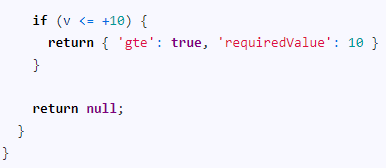 if (v <= +10) {
return { 'gte': true, 'requiredValue': 10 }
}
return null;
}
}